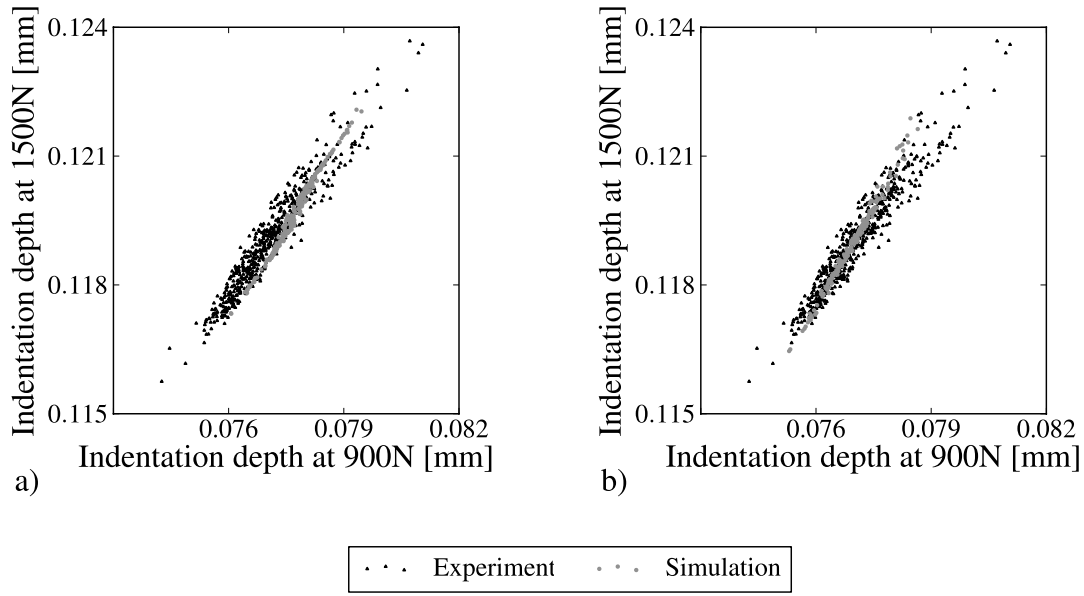 0.124
0.121
0.118
0.115
0.076 0.079 0.082
Indentation depth at 1500N [mm]
Indentation depth at 900N [mm]
a)
0.124
0.121
0.118
0.115
0.076 0.079 0.082
Indentation depth at 1500N [mm]
Indentation depth at 900N [mm]
b)
Experiment Simulation